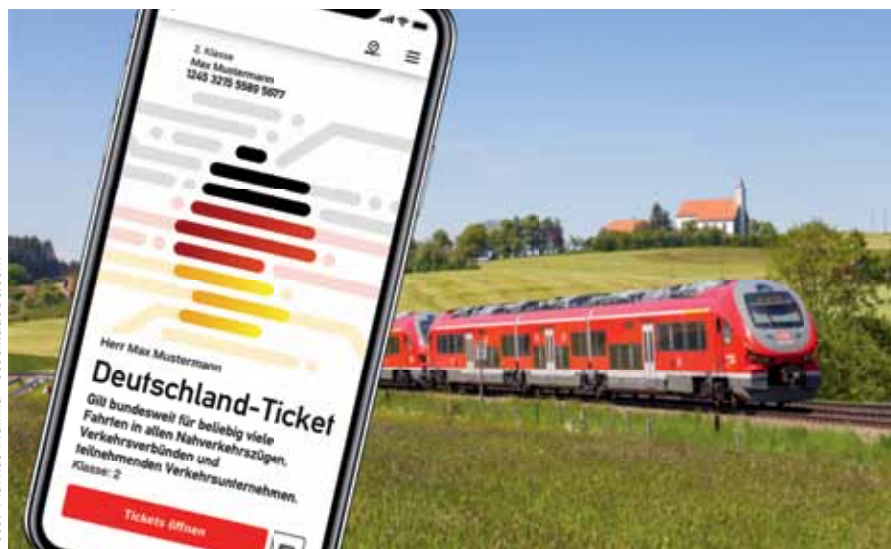 2. Klasse
Max Mustermann
1245 3215 5589 5677
Herr Max Mustermann
Deutschland-Ticket
Gilt bundesweit für beliebig viele
Fahrten in allen Nahverkehrszügen,
Verkehrsverbünden und
teilnehmenden Verkehrsunternehmen.
Klasse: 2
Tickets öffnen